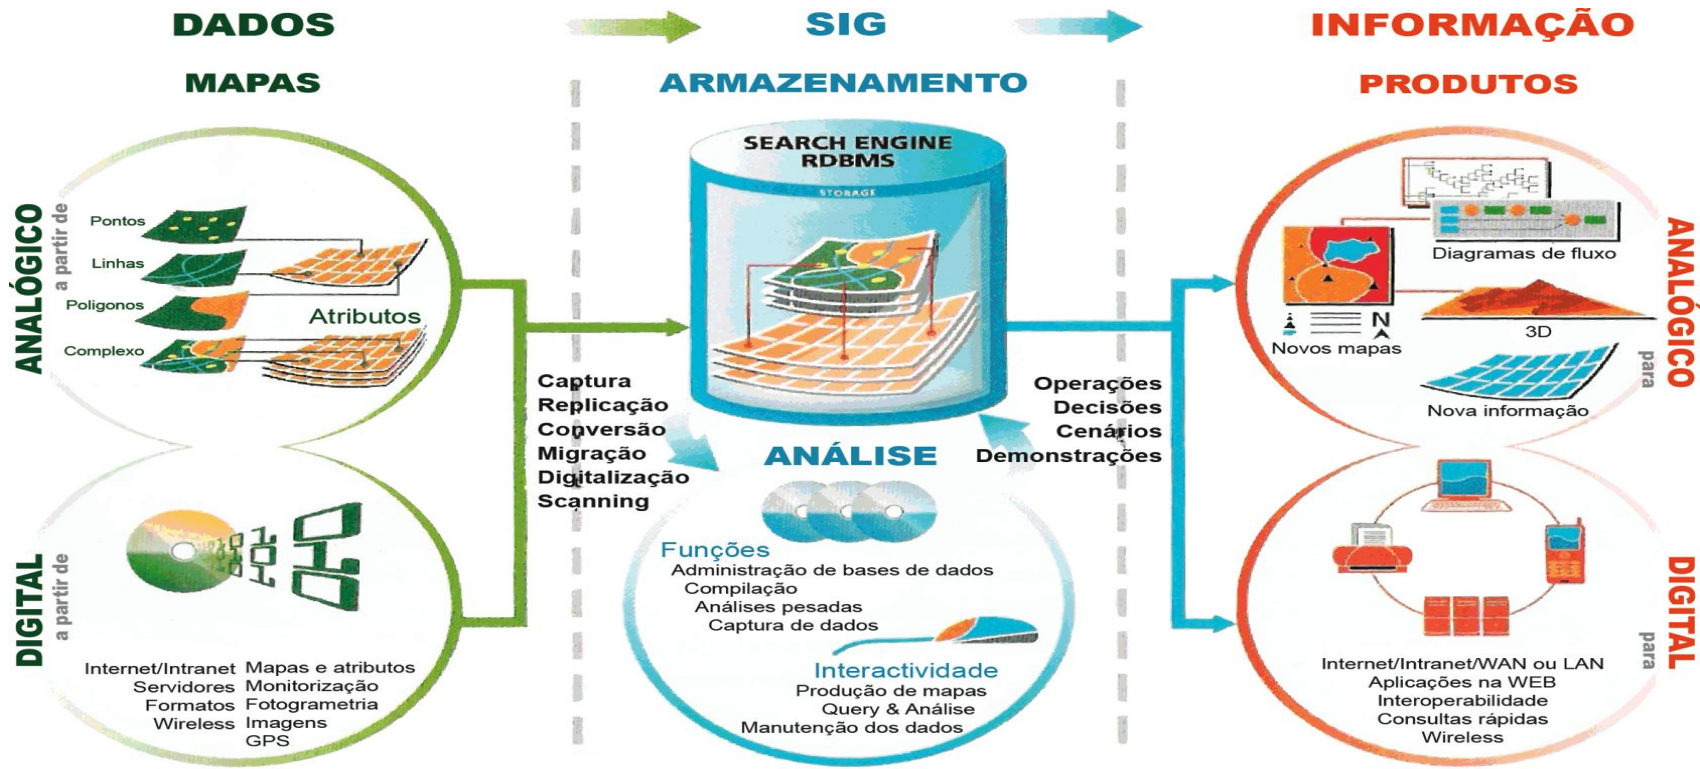 DADOS
SIG
INFORMAÇÃO
MAPAS
ARMAZENAMENTO
PRODUTOS
ANALÓGICO
a partir de
Pontos
Linhas
Poligonos
Atributos
Complexo
DIGITAL
a partir de
Internet/Intranet
Servidores
Formatos
Wireless
Mapas e atributos
Monitorização
Fotogrametria
Imagens
GPS
Captura
Replicação
Conversão
Migração
Digitalização
Scanning
SEARCH ENGINE
RDBMS
STORAGE
ANÁLISE
Funções
Administração de bases de dados
Compilação
Análises pesadas
Captura de dados
Interactividade
Produção de mapas
Query & Análise
Manutenção dos dados
Operações
Decisões
Cenários
Demonstrações
ANALÓGICO
para
Diagramas de fluxo
N
Novos mapas
3D
Nova informação
DIGITAL
para
Internet/Intranet/WAN ou LAN
Aplicações na WEB
Interoperabilidade
Consultas rápidas
Wireless